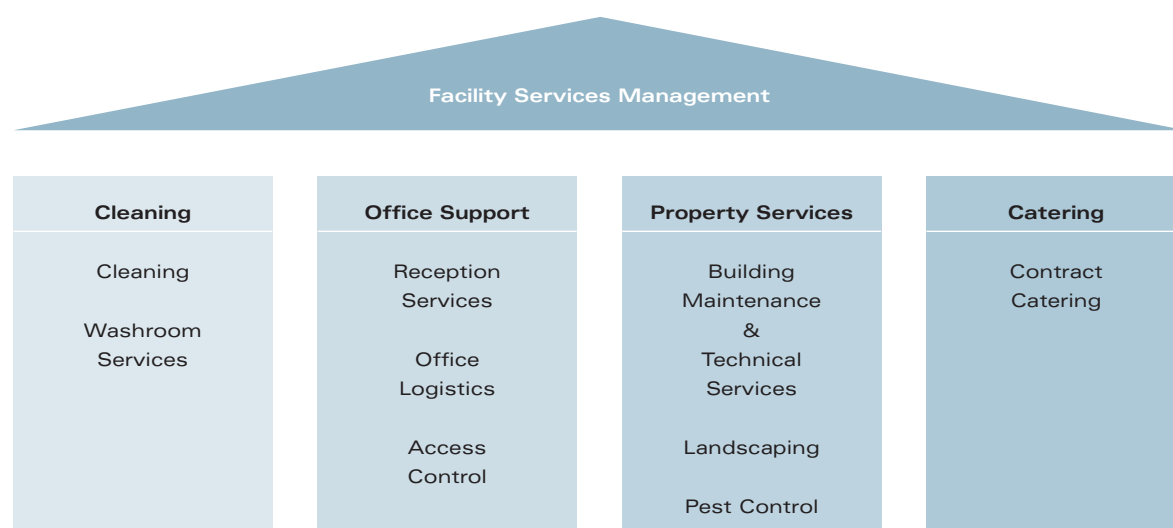 Facility Services Management
Cleaning
Cleaning
Washroom
Services
Office Support
Reception
Services
Office
Logistics
Access
Control
Property Services
Building
Maintenance
&
Technical
Services
Landscaping
Pest Control
Catering
Contract
Catering